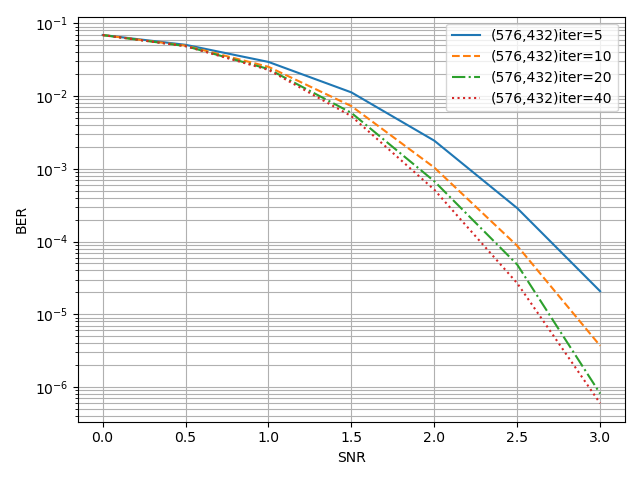 10⁻¹
10⁻²
10⁻³
10⁻⁴
10⁻⁵
10⁻⁶
BER
(576,432)iter=5
(576,432)iter=10
(576,432)iter=20
(576,432)iter=40
0.0 0.5 1.0 1.5 2.0 2.5 3.0
SNR